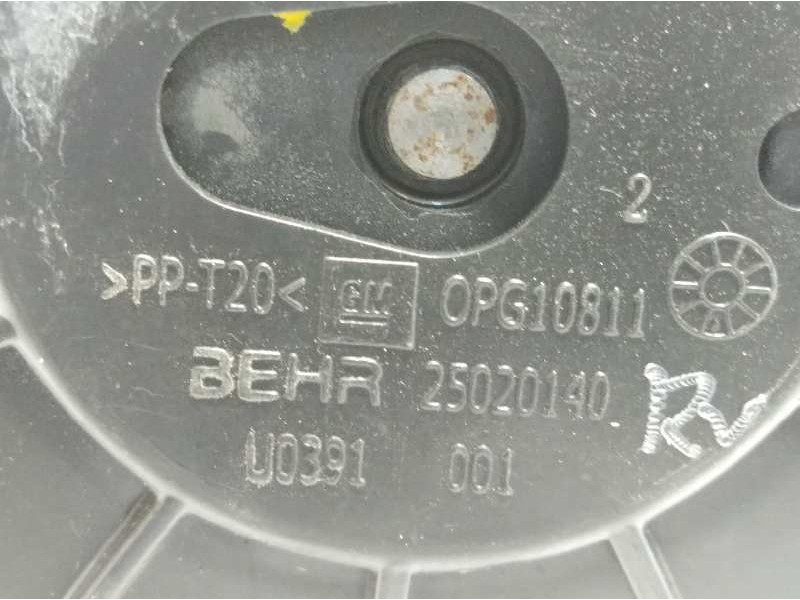 2
>PP-T20< GM OPG10811
BEHR 25020140
U0391 001